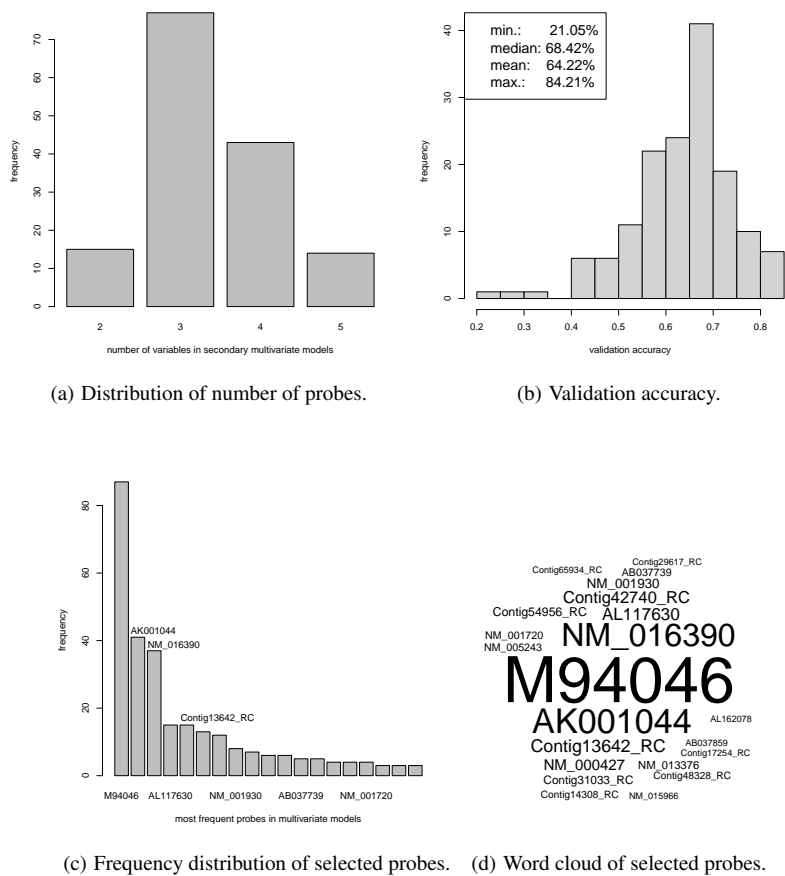 0 10 20 30 40 50 60 70
frequency
2 3 4 5
number of variables in secondary multivariate models
(a) Distribution of number of probes.
min.: 21.05%
median: 68.42%
mean: 64.22%
max.: 84.21%
0 10 20 30 40
frequency
0.2 0.3 0.4 0.5 0.6 0.7 0.8
validation accuracy
(b) Validation accuracy.
0 20 40 60 80
frequency
AK001044
NM_016390
Contig13642_RC
M94046 AL117630 NM_001930 AB037739 NM_001720
most frequent probes in multivariate models
(c) Frequency distribution of selected probes.
Contig29617_RC
Contig65934_RC AB037739
NM_001930
Contig42740_RC
Contig54956_RC AL117630
NM_001720 NM_016390
NM_005243
M94046
AK001044 AL162078
Contig13642_RC AB037859
Contig17254_RC
NM_000427 NM_013376
Contig31033_RC Contig48328_RC
Contig14308_RC NM_015966
(d) Word cloud of selected probes.